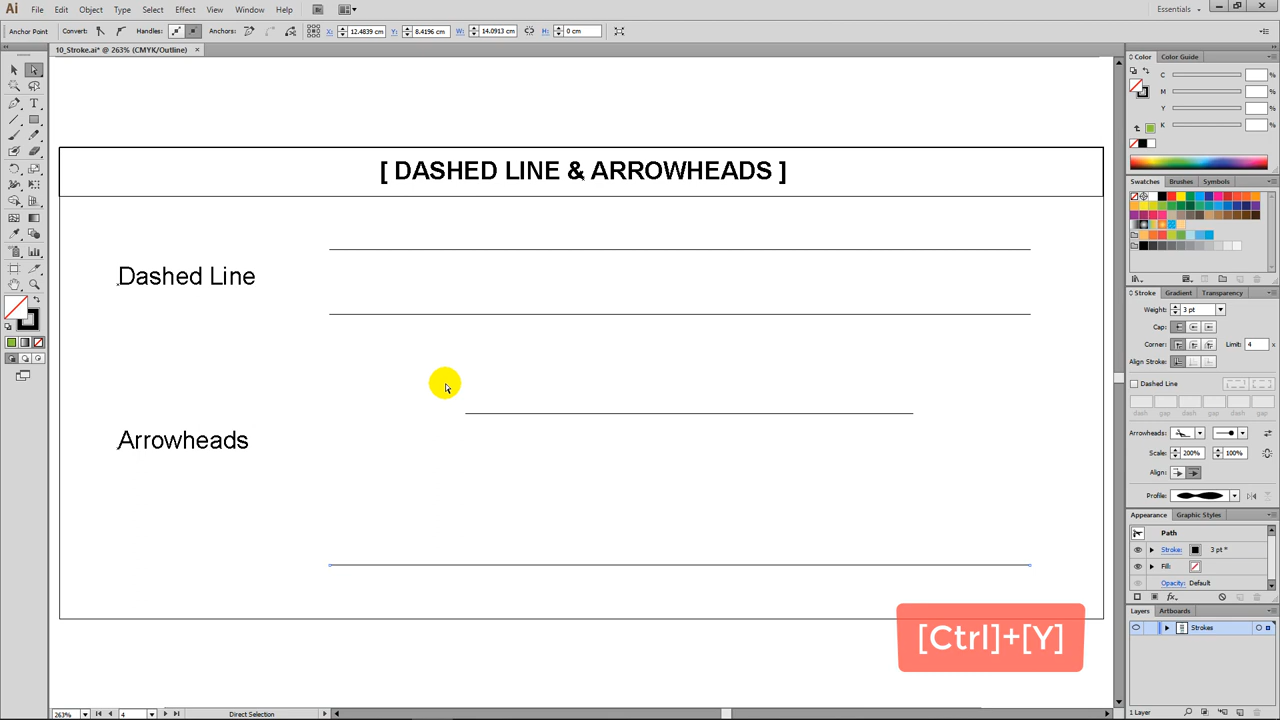 Ai File Edit Object Type Select Effect View Window Help Essentials
Anchor Point Convert: Handles: Anchors: X: 12.4839 cm Y: 8.4196 cm W: 14.0913 cm H: 0 cm
10_Stroke.ai* @ 263% (CMYK/Outline) ×
[ DASHED LINE & ARROWHEADS ]
Dashed Line
Arrowheads
[Ctrl]+[Y]
Color Color Guide
C %
M %
Y %
K %
Swatches Brushes Symbols
Stroke Gradient Transparency
Weight: 3 pt
Cap:
Corner: Limit: 4 x
Align Stroke:
Dashed Line
dash gap dash gap dash gap
Arrowheads:
Scale: 200% 100%
Align:
Profile:
Appearance Graphic Styles
Path
Stroke: 3 pt *
Fill:
Opacity: Default
fx
Layers Artboards
Strokes
1 Layer
263% 4 Direct Selection